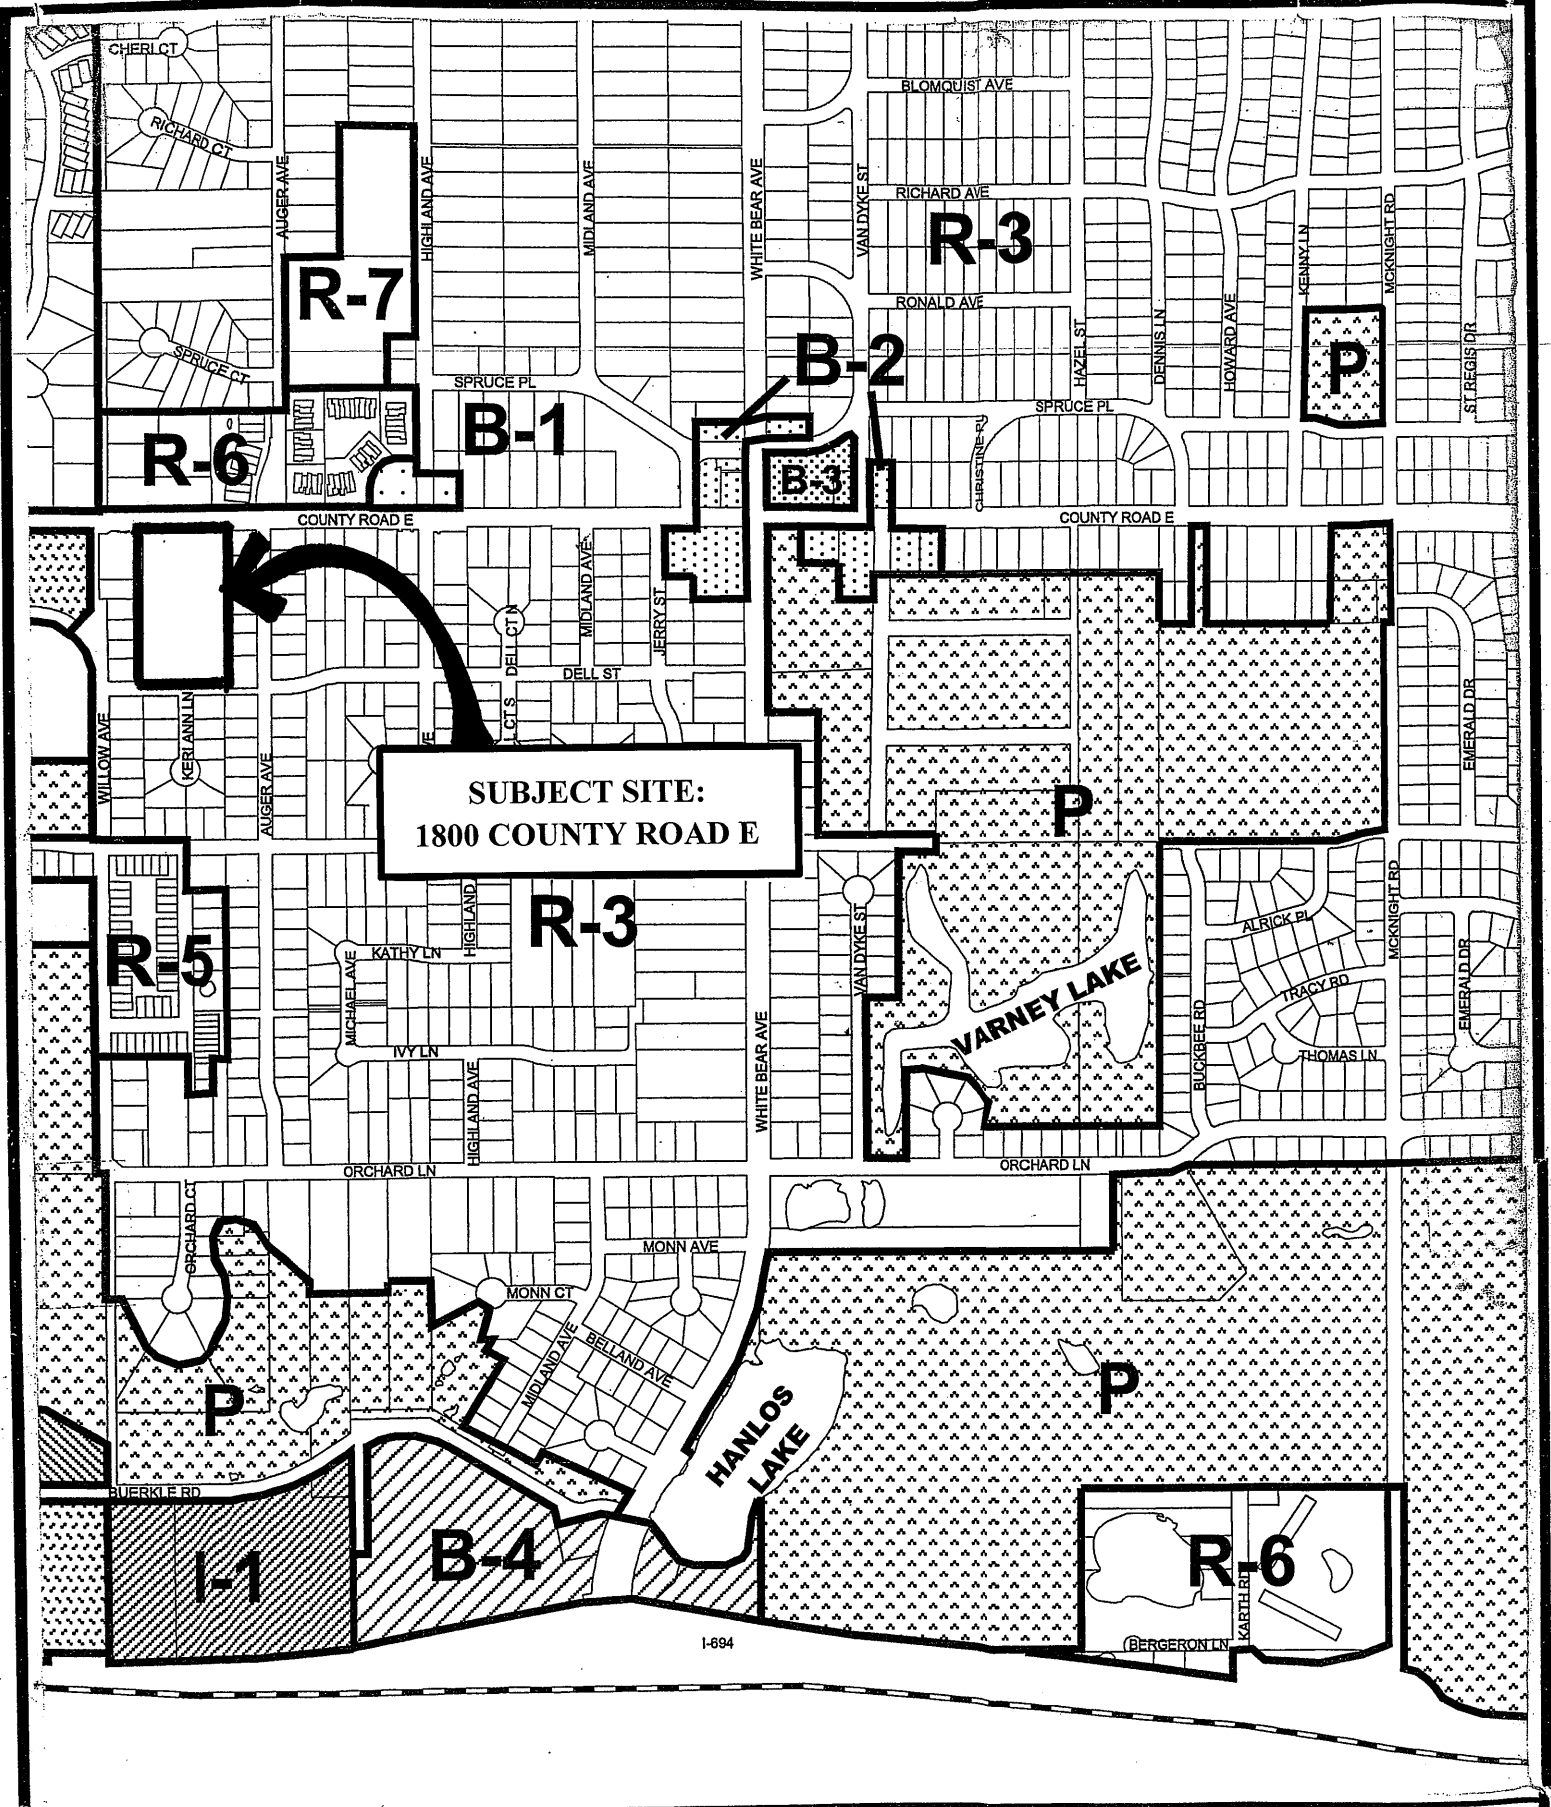 CHERI CT
BLOMQUIST AVE
RICHARD CT
AUGER AVE
HIGHLAND AVE
MIDLAND AVE
WHITE BEAR AVE
VAN DYKE ST
RICHARD AVE
R-3
MCKNIGHT RD
KENNY LN
R-7
RONALD AVE
HOWARD AVE
DENNIS LN
HAZEL ST
ST REGIS DR
SPRUCE CT
B-2
P
SPRUCE PL
SPRUCE PL
B-1
R-6
CHRISTINE PL
B-3
COUNTY ROAD E
COUNTY ROAD E
MIDLAND AVE
DELL CT N
JERRY ST
DELL ST
CT S
KERIANN LN
WILLOW AVE
AUGER AVE
VE
EMERALD DR
SUBJECT SITE:
1800 COUNTY ROAD E
P
R-3
HIGHLAND
VAN DYKE ST
ALRICK PL
MCKNIGHT RD
R-5
KATHY LN
MICHAEL AVE
VARNEY LAKE
TRACY RD
EMERALD DR
BUCKBEE RD
IVY LN
THOMAS LN
WHITE BEAR AVE
HIGHLAND AVE
ORCHARD LN
ORCHARD LN
ORCHARD CT
MONN AVE
MONN CT
MIDLAND AVE
BELLAND AVE
P
P
HANLOS
LAKE
BUERKLE RD
I-1
B-4
R-6
KARTH RD
I-694
BERGERON LN